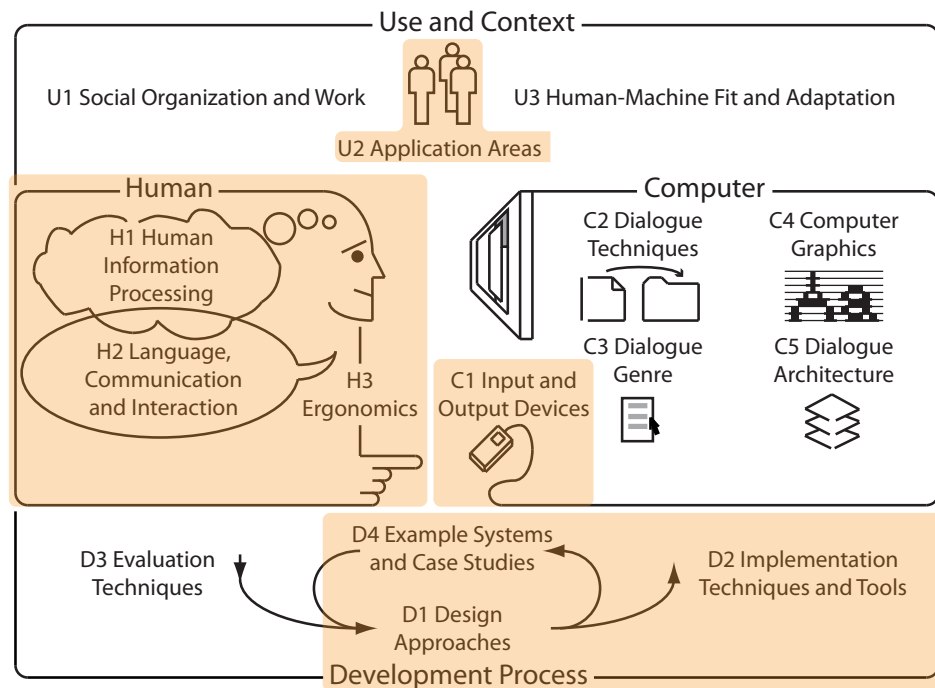 Use and Context
U1 Social Organization and Work
U3 Human-Machine Fit and Adaptation
U2 Application Areas
Human
H1 Human
Information
Processing
H2 Language,
Communication
and Interaction
H3
Ergonomics
Computer
C2 Dialogue
Techniques
C4 Computer
Graphics
C3 Dialogue
Genre
C5 Dialogue
Architecture
C1 Input and
Output Devices
D3 Evaluation
Techniques
D4 Example Systems
and Case Studies
D2 Implementation
Techniques and Tools
D1 Design
Approaches
Development Process